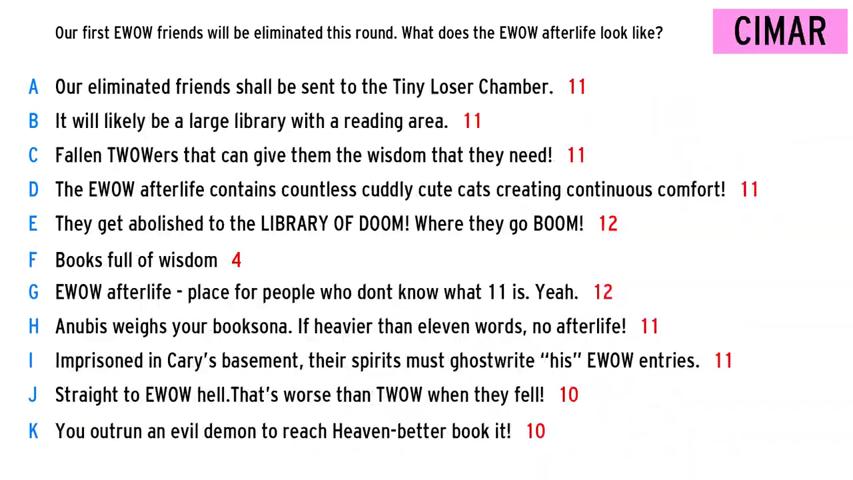 Our first EWOW friends will be eliminated this round. What does the EWOW afterlife look like?
CIMAR
A Our eliminated friends shall be sent to the Tiny Loser Chamber. 11
B It will likely be a large library with a reading area. 11
C Fallen TWOWers that can give them the wisdom that they need! 11
D The EWOW afterlife contains countless cuddly cute cats creating continuous comfort! 11
E They get abolished to the LIBRARY OF DOOM! Where they go BOOM! 12
F Books full of wisdom 4
G EWOW afterlife - place for people who dont know what 11 is. Yeah. 12
H Anubis weighs your booksona. If heavier than eleven words, no afterlife! 11
I Imprisoned in Cary’s basement, their spirits must ghostwrite “his” EWOW entries. 11
J Straight to EWOW hell.That’s worse than TWOW when they fell! 10
K You outrun an evil demon to reach Heaven-better book it! 10